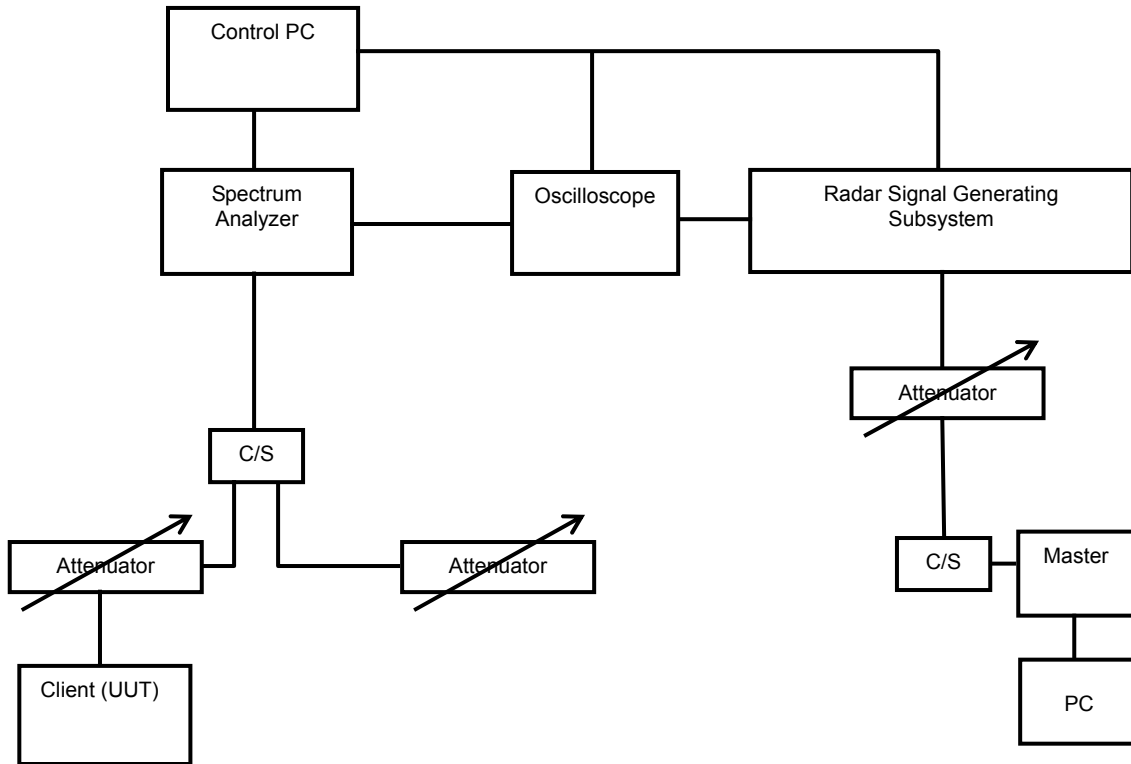 Control PC
Spectrum
Analyzer
Oscilloscope
Radar Signal Generating
Subsystem
Attenuator
C/S
Attenuator
Attenuator
C/S
Master
Client (UUT)
PC